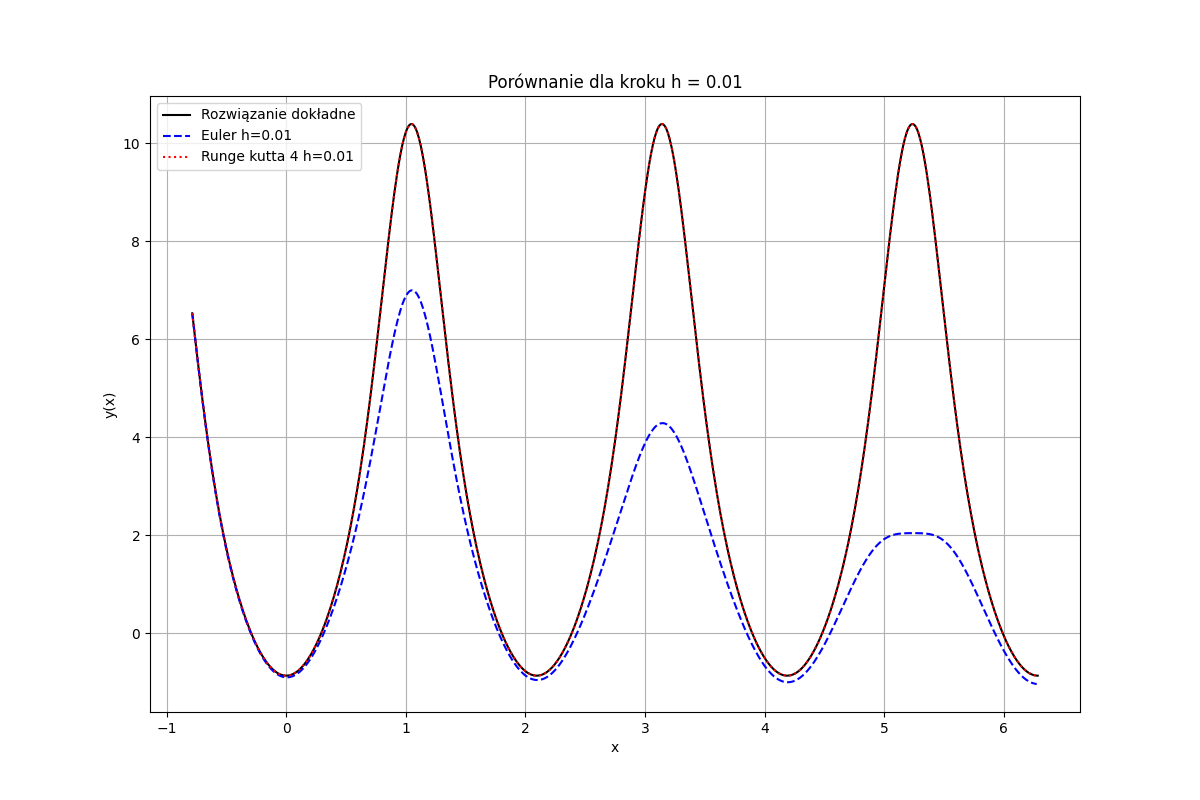 Porównanie dla kroku h = 0.01
Rozwiązanie dokładne
Euler h=0.01
Runge kutta 4 h=0.01
10
8
6
4
2
0
y(x)
−1 0 1 2 3 4 5 6
x